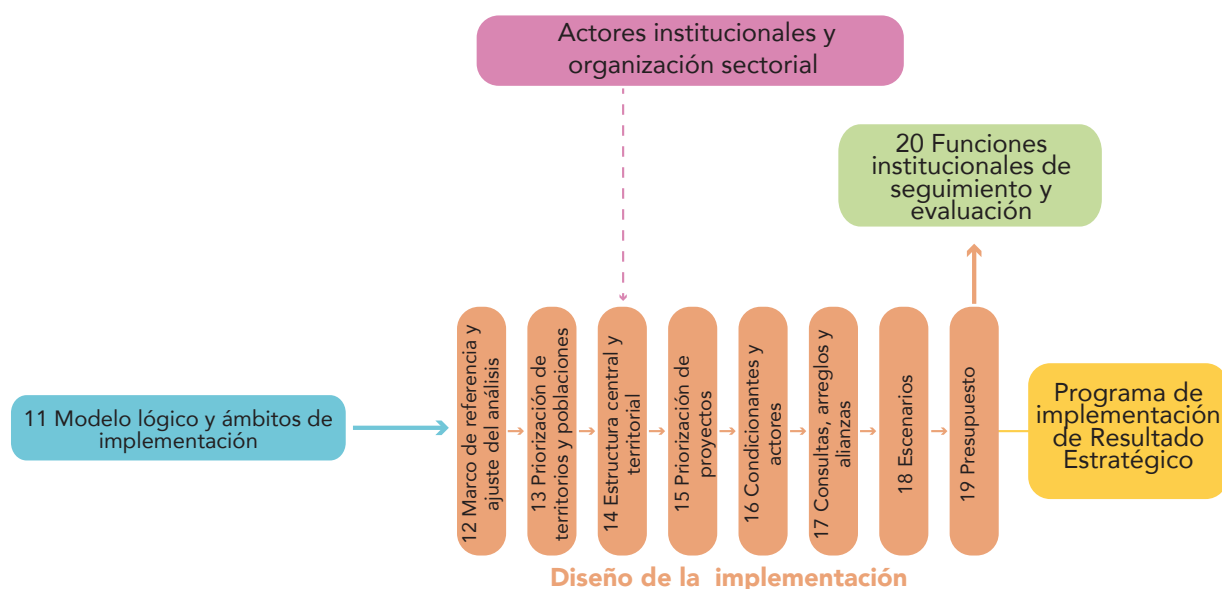 Actores institucionales y
organización sectorial
20 Funciones
institucionales de
seguimiento y
evaluación
11 Modelo lógico y ámbitos de
implementación
12 Marco de referencia y
ajuste del análisis
13 Priorización de
territorios y poblaciones
14 Estructura central y
territorial
15 Priorización de
proyectos
16 Condicionantes y
actores
17 Consultas, arreglos y
alianzas
18 Escenarios
19 Presupuesto
Programa de
implementación
de Resultado
Estratégico
Diseño de la implementación